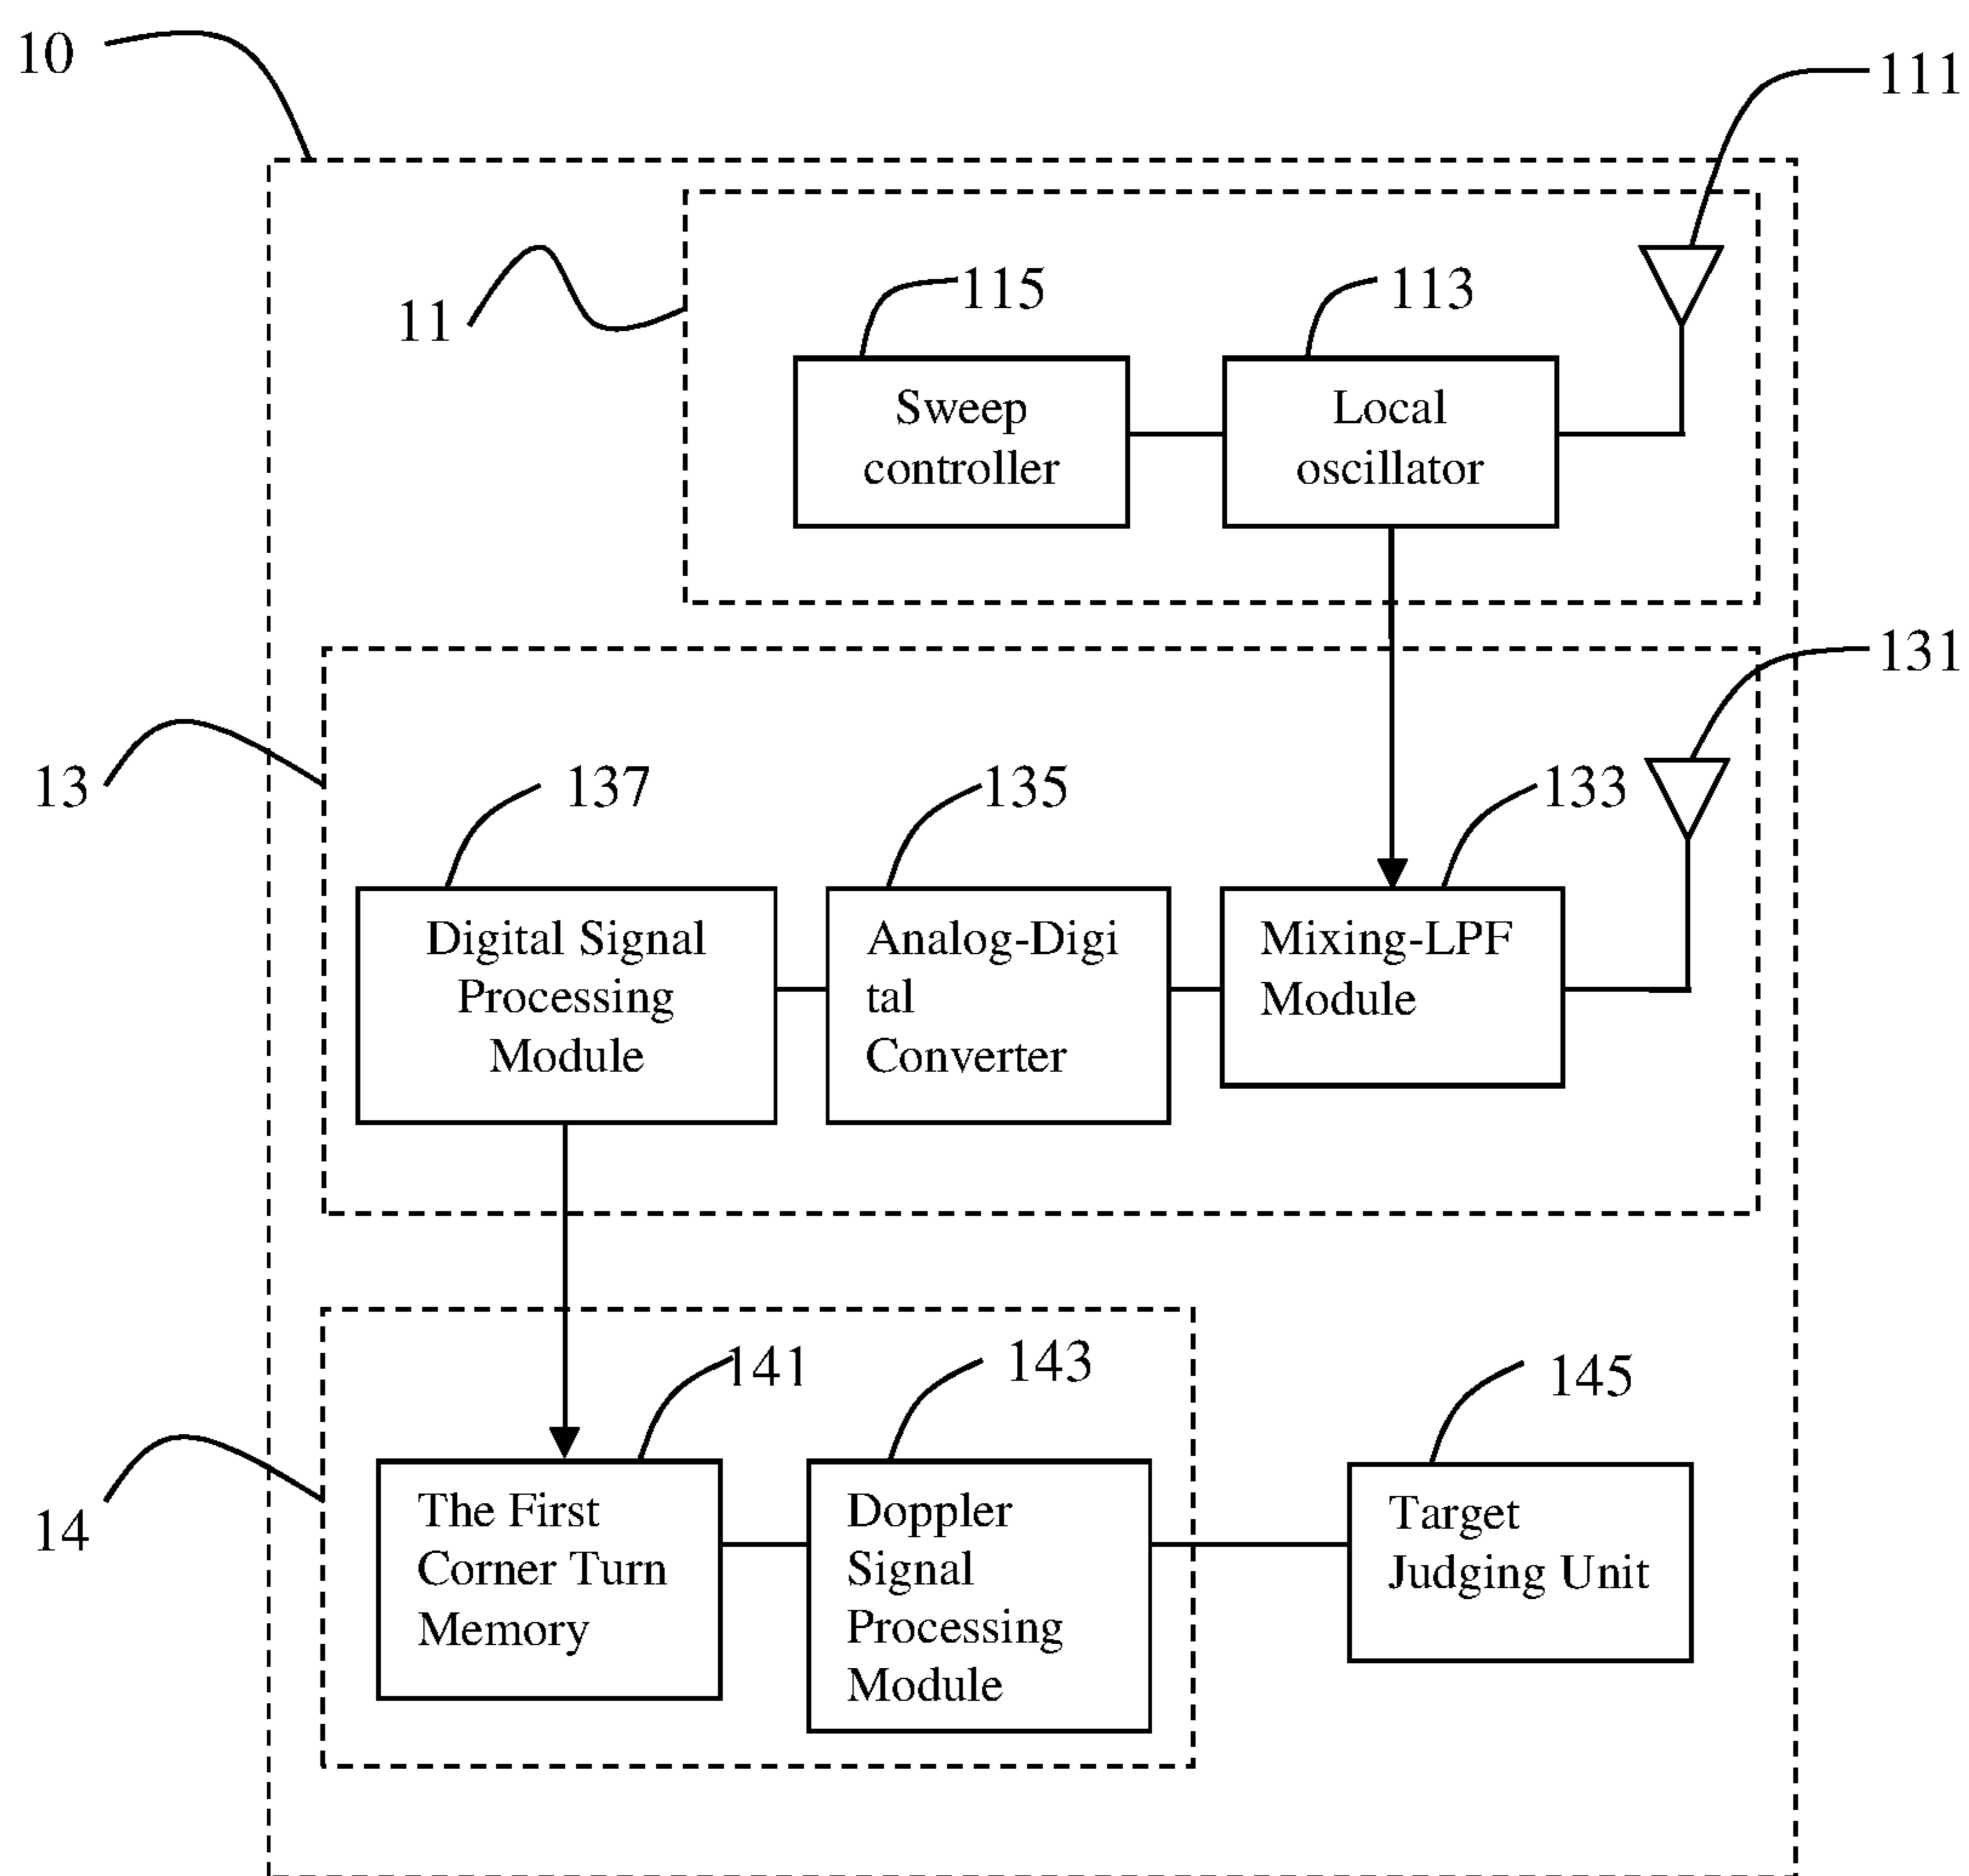 10
111
115
113
11
Sweep
controller
Local
oscillator
131
13
137
135
133
Digital Signal
Processing
Module
Analog-Digi
tal
Converter
Mixing-LPF
Module
141
143
145
14
The First
Corner Turn
Memory
Doppler
Signal
Processing
Module
Target
Judging Unit